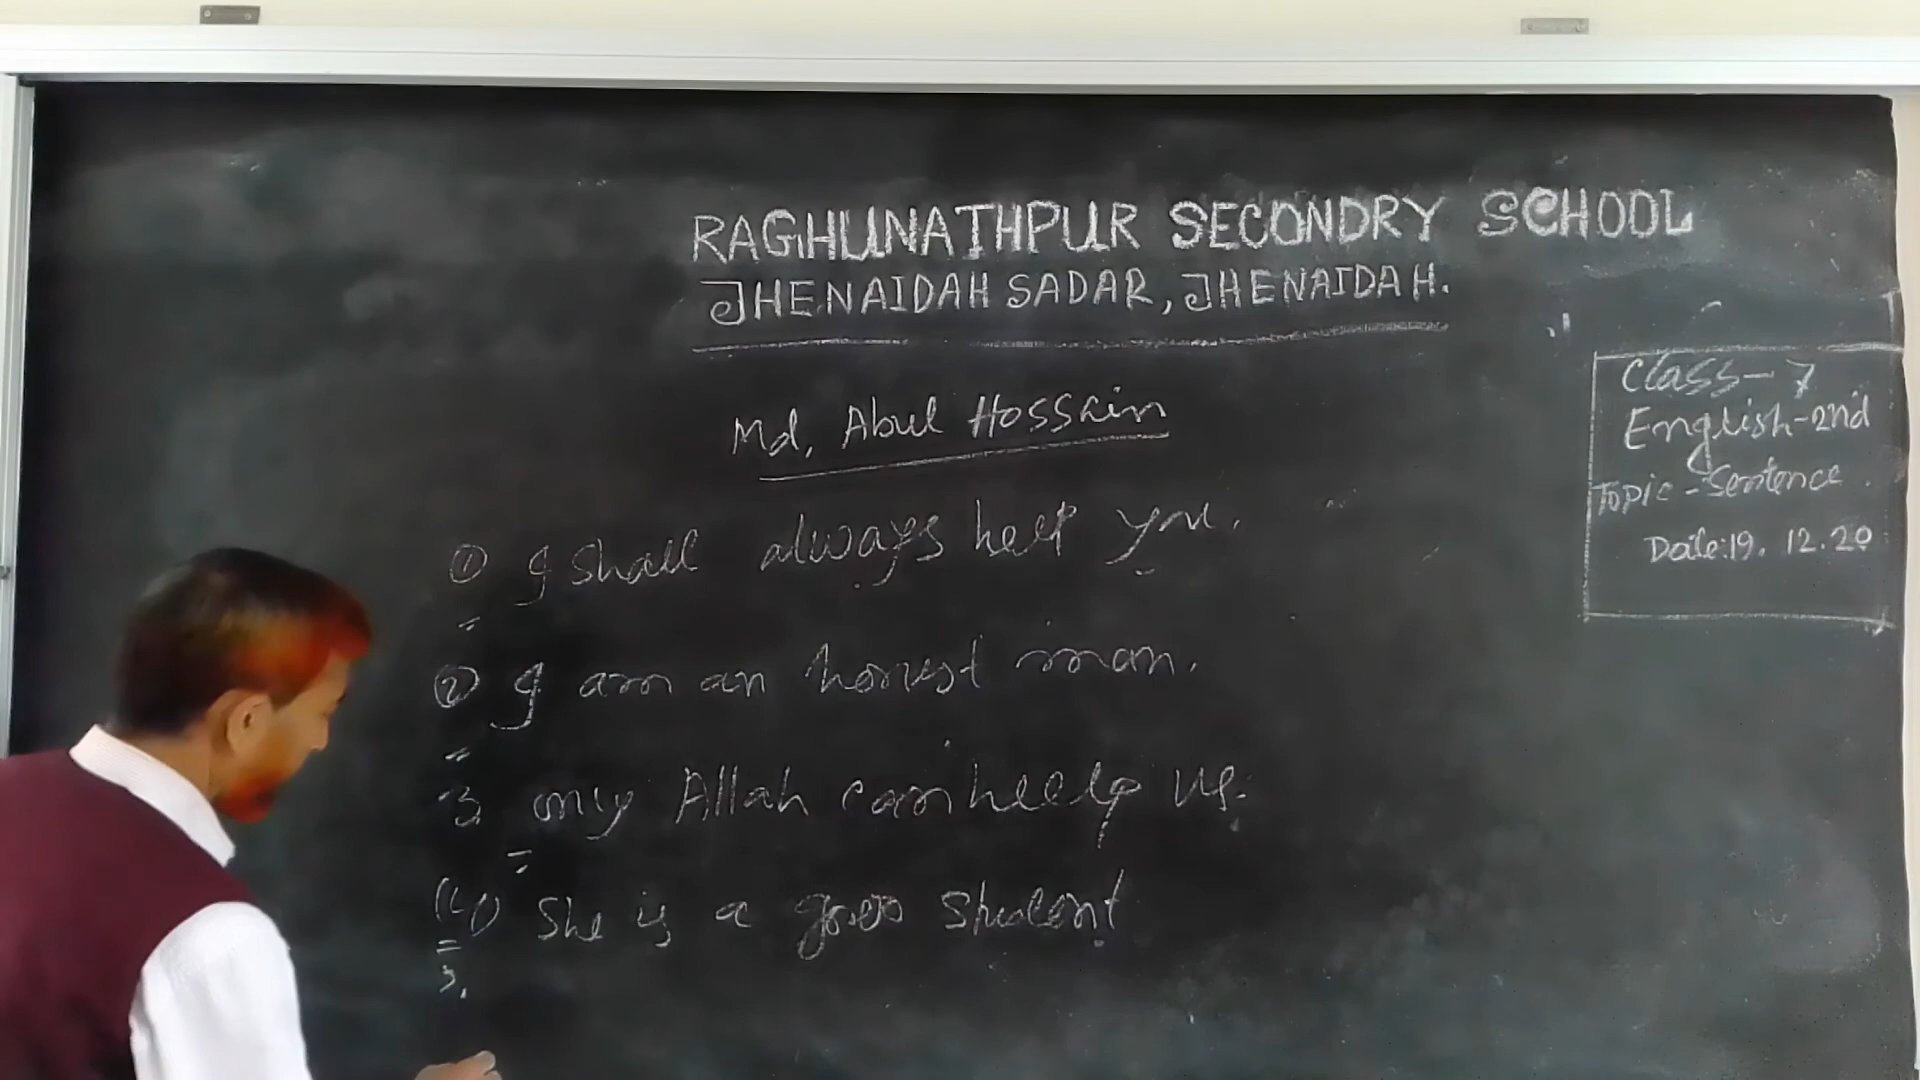 RAGHUNATHPUR SECONDRY SCHOOL
JHENAIDAH SADAR, JHENAIDAH.
Md, Abul Hossain
① I shall always help you.
② I am an honest man.
3 only Allah can heelp us.
(4) She is a good student
5.
Class-7
English-2nd
Topic-Sentence.
Date:19. 12.20